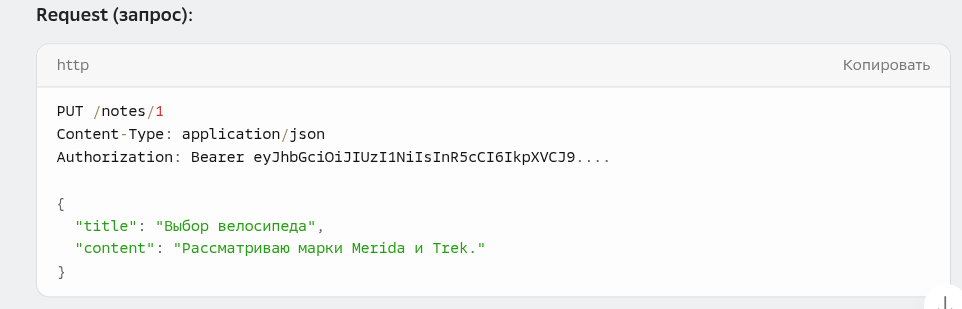 Request (запрос):
http
Копировать
PUT /notes/1
Content-Type: application/json
Authorization: Bearer eyJhbGciOiJIUzI1NiIsInR5cCI6IkpXVCJ9....
{
"title": "Выбор велосипеда",
"content": "Рассматриваю марки Merida и Trek."
}